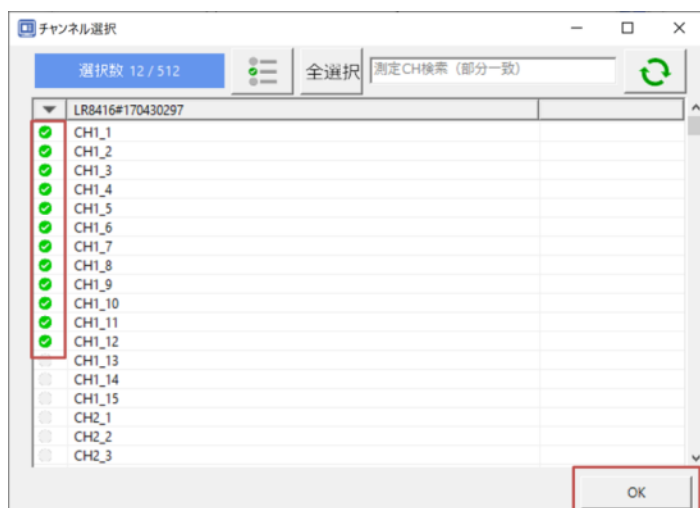 チャンネル選択
選択数 12 / 512
全選択
測定CH検索（部分一致）
LR8416#170430297
CH1_1
CH1_2
CH1_3
CH1_4
CH1_5
CH1_6
CH1_7
CH1_8
CH1_9
CH1_10
CH1_11
CH1_12
CH1_13
CH1_14
CH1_15
CH2_1
CH2_2
CH2_3
OK